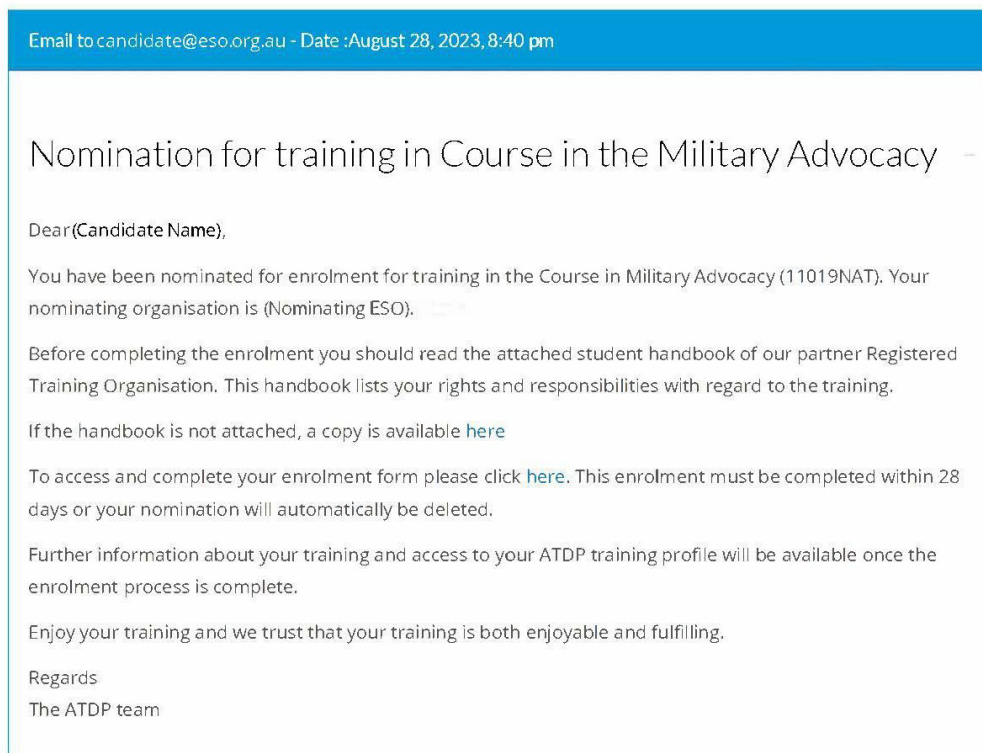 Email to candidate@eso.org.au - Date :August 28, 2023, 8:40 pm
Nomination for training in Course in the Military Advocacy
Dear (Candidate Name),
You have been nominated for enrolment for training in the Course in Military Advocacy (11019NAT). Your
nominating organisation is (Nominating ESO).
Before completing the enrolment you should read the attached student handbook of our partner Registered
Training Organisation. This handbook lists your rights and responsibilities with regard to the training.
If the handbook is not attached, a copy is available here
To access and complete your enrolment form please click here. This enrolment must be completed within 28
days or your nomination will automatically be deleted.
Further information about your training and access to your ATDP training profile will be available once the
enrolment process is complete.
Enjoy your training and we trust that your training is both enjoyable and fulfilling.
Regards
The ATDP team